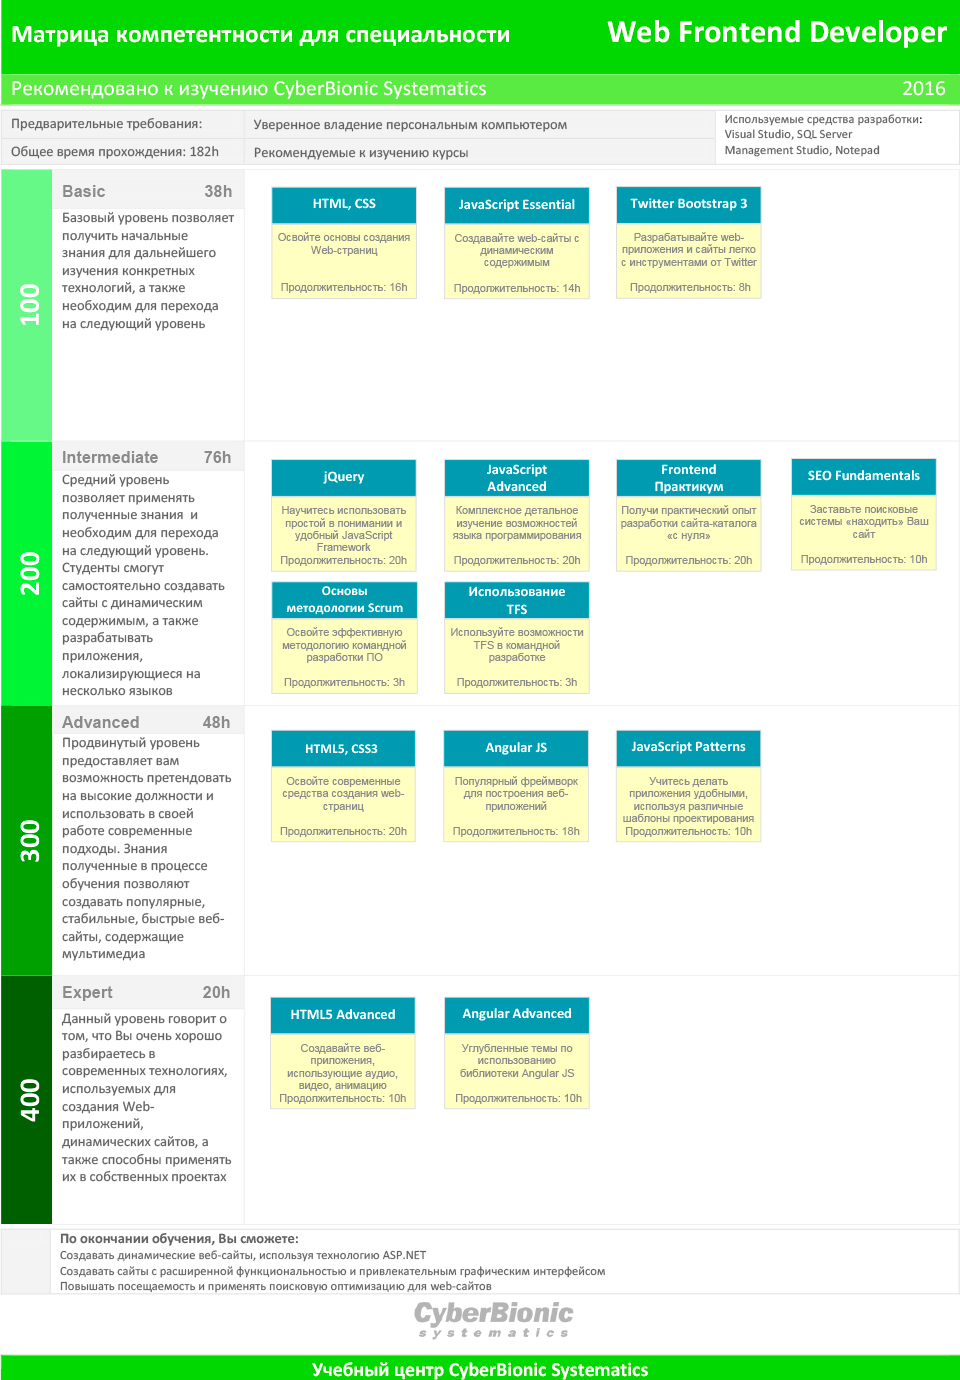 Матрица компетентности для специальности
Web Frontend Developer
Рекомендовано к изучению CyberBionic Systematics
2016
Предварительные требования:
Уверенное владение персональным компьютером
Общее время прохождения: 182h
Рекомендуемые к изучению курсы
Используемые средства разработки:
Visual Studio, SQL Server
Management Studio, Notepad
100
Basic 38h
Базовый уровень позволяет
получить начальные
знания для дальнейшего
изучения конкретных
технологий, а также
необходим для перехода
на следующий уровень
HTML, CSS
Освойте основы создания
Web-страниц
Продолжительность: 16h
JavaScript Essential
Создавайте web-сайты с
динамическим
содержимым
Продолжительность: 14h
Twitter Bootstrap 3
Разрабатывайте web-
приложения и сайты легко
с инструментами от Twitter
Продолжительность: 8h
200
Intermediate 76h
Средний уровень
позволяет применять
полученные знания и
необходим для перехода
на следующий уровень.
Студенты смогут
самостоятельно создавать
сайты с динамическим
содержимым, а также
разрабатывать
приложения,
локализирующиеся на
несколько языков
jQuery
Научитесь использовать
простой в понимании и
удобный JavaScript
Framework
Продолжительность: 20h
JavaScript
Advanced
Комплексное детальное
изучение возможностей
языка программирования
Продолжительность: 20h
Frontend
Практикум
Получи практический опыт
разработки сайта-каталога
«с нуля»
Продолжительность: 20h
SEO Fundamentals
Заставьте поисковые
системы «находить» Ваш
сайт
Продолжительность: 10h
Основы
методологии Scrum
Освойте эффективную
методологию командной
разработки ПО
Продолжительность: 3h
Использование
TFS
Используйте возможности
TFS в командной
разработке
Продолжительность: 3h
300
Advanced 48h
Продвинутый уровень
предоставляет вам
возможность претендовать
на высокие должности и
использовать в своей
работе современные
подходы. Знания
полученные в процессе
обучения позволяют
создавать популярные,
стабильные, быстрые веб-
сайты, содержащие
мультимедиа
HTML5, CSS3
Освойте современные
средства создания web-
страниц
Продолжительность: 20h
Angular JS
Популярный фреймворк
для построения веб-
приложений
Продолжительность: 18h
JavaScript Patterns
Учитесь делать
приложения удобными,
используя различные
шаблоны проектирования
Продолжительность: 10h
400
Expert 20h
Данный уровень говорит о
том, что Вы очень хорошо
разбираетесь в
современных технологиях,
используемых для
создания Web-
приложений,
динамических сайтов, а
также способны применять
их в собственных проектах
HTML5 Advanced
Создавайте веб-
приложения,
использующие аудио,
видео, анимацию
Продолжительность: 10h
Angular Advanced
Углубленные темы по
использованию
библиотеки Angular JS
Продолжительность: 10h
По окончании обучения, Вы сможете:
Создавать динамические веб-сайты, используя технологию ASP.NET
Создавать сайты с расширенной функциональностью и привлекательным графическим интерфейсом
Повышать посещаемость и применять поисковую оптимизацию для web-сайтов
CyberBionic
systematics
Учебный центр CyberBionic Systematics